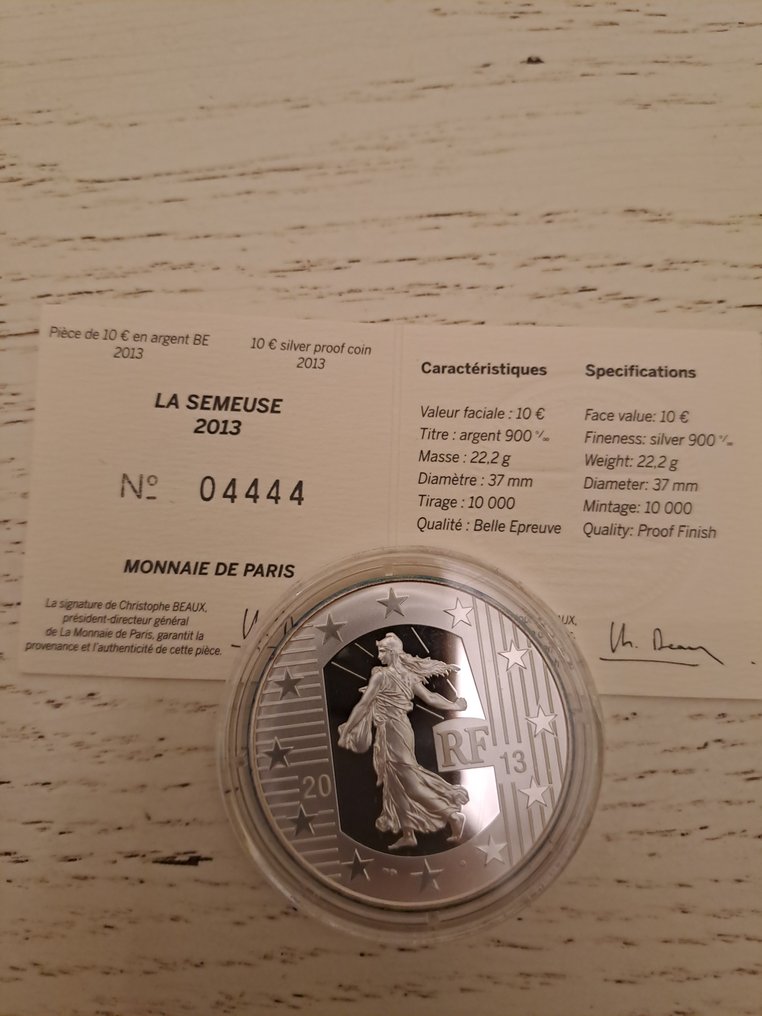 Pièce de 10 € en argent BE
2013
10 € silver proof coin
2013
LA SEMEUSE
2013
Nº 04444
MONNAIE DE PARIS
La signature de Christophe BEAUX,
président-directeur général
de La Monnaie de Paris, garantit la
provenance et l'authenticité de cette pièce.
Caractéristiques
Valeur faciale : 10 €
Titre : argent 900 ‰
Masse : 22,2 g
Diamètre : 37 mm
Tirage : 10 000
Qualité : Belle Epreuve
Specifications
Face value: 10 €
Fineness: silver 900 ‰
Weight: 22,2 g
Diameter: 37 mm
Mintage: 10 000
Quality: Proof Finish
Ch. Beaux
RF
20 13